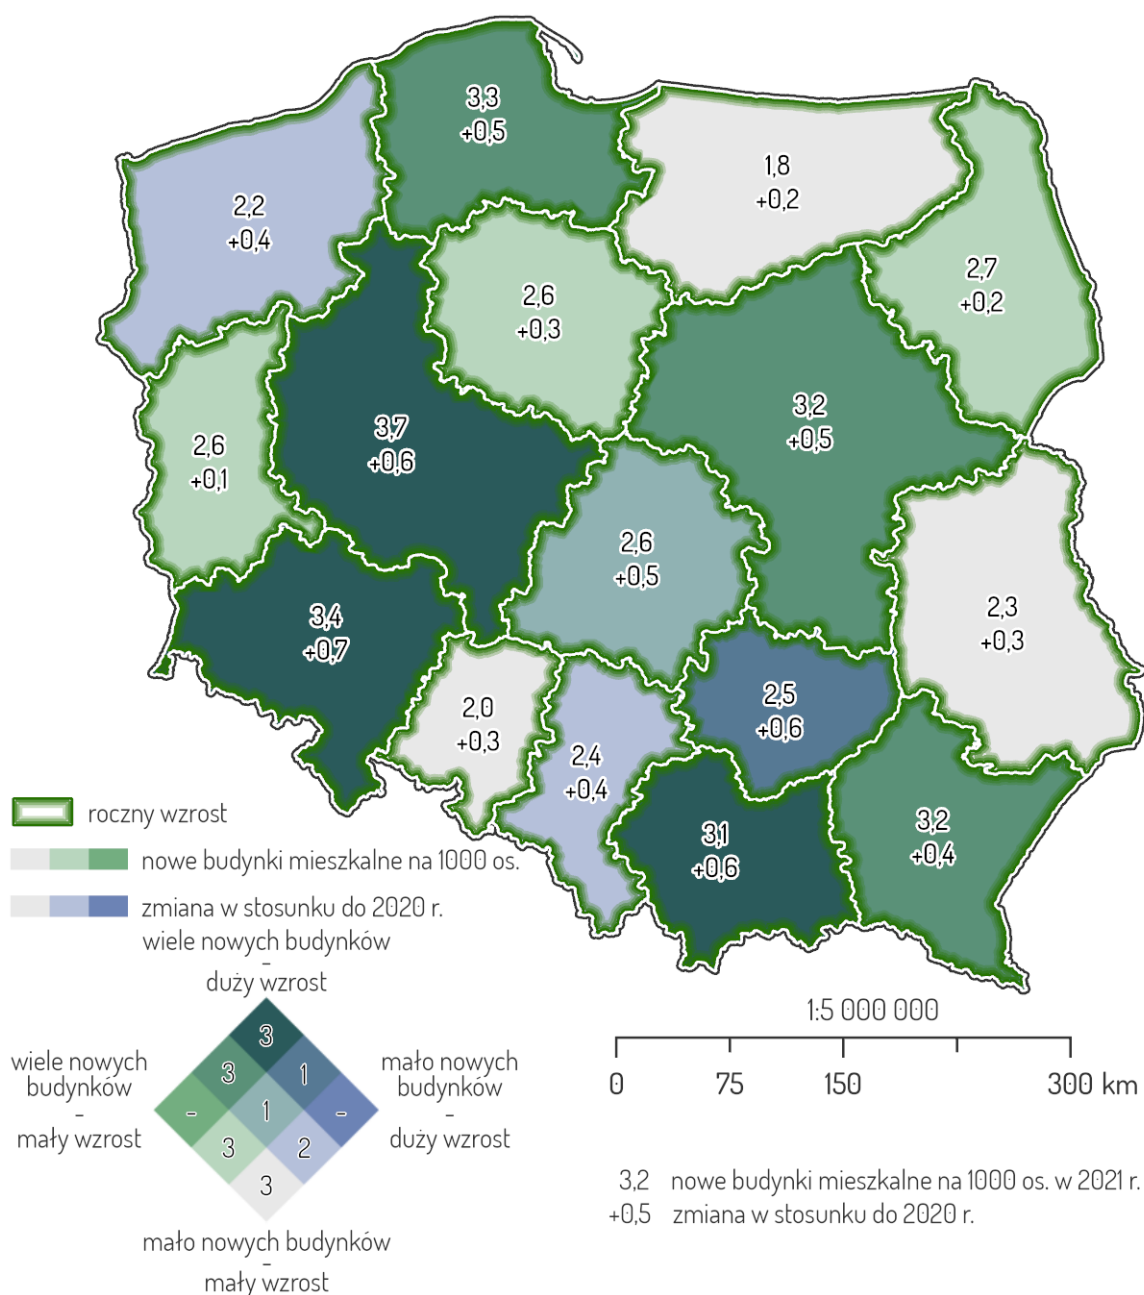 3,3
+0,5
1,8
+0,2
2,2
+0,4
2,7
+0,2
2,6
+0,3
3,2
+0,5
3,7
+0,6
2,6
+0,1
2,6
+0,5
2,3
+0,3
3,4
+0,7
2,5
+0,6
2,0
+0,3
2,4
+0,4
3,1
+0,6
3,2
+0,4
roczny wzrost
nowe budynki mieszkalne na 1000 os.
zmiana w stosunku do 2020 r.
wiele nowych budynków
-
duży wzrost
wiele nowych
budynków
-
mały wzrost
3
3
1
-
1
-
3
2
3
mało nowych
budynków
-
duży wzrost
mało nowych budynków
-
mały wzrost
1:5 000 000
0 75 150 300 km
3,2 nowe budynki mieszkalne na 1000 os. w 2021 r.
+0,5 zmiana w stosunku do 2020 r.